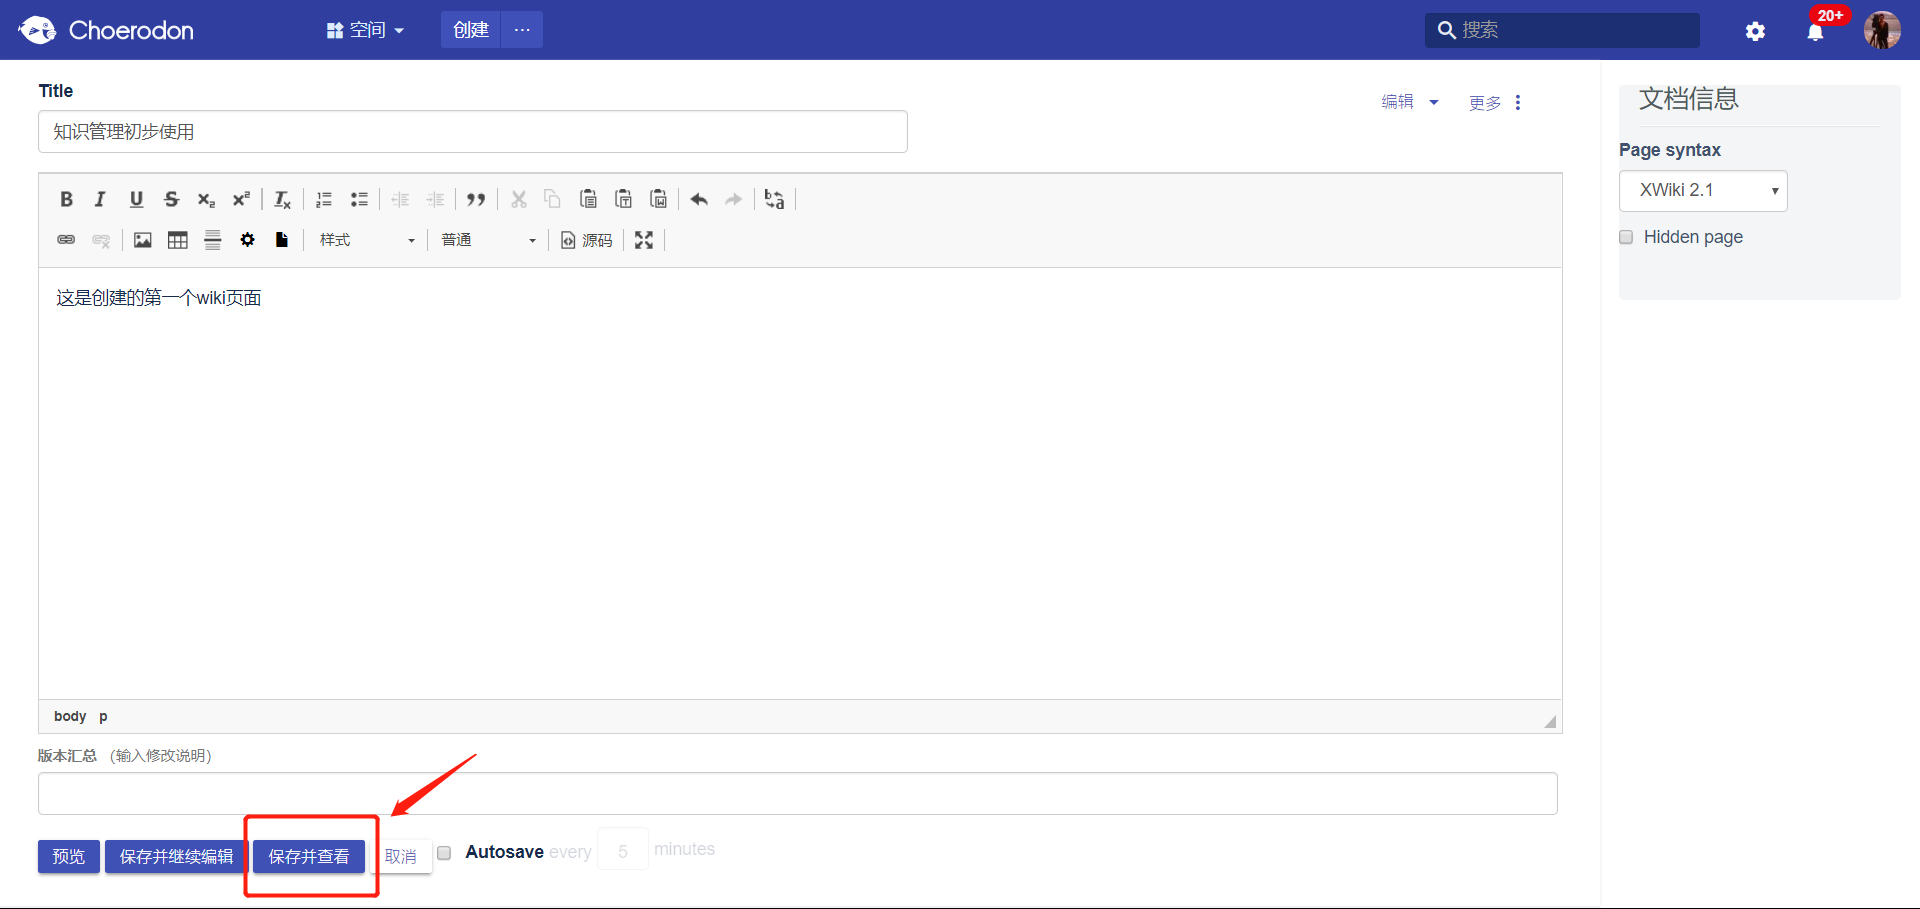 Choerodon
空间
创建
搜索
20+
Title
编辑
更多
文档信息
知识管理初步使用
Page syntax
XWiki 2.1
Hidden page
样式
普通
源码
这是创建的第一个wiki页面
body p
版本汇总 (输入修改说明)
预览
保存并继续编辑
保存并查看
取消
Autosave every 5 minutes